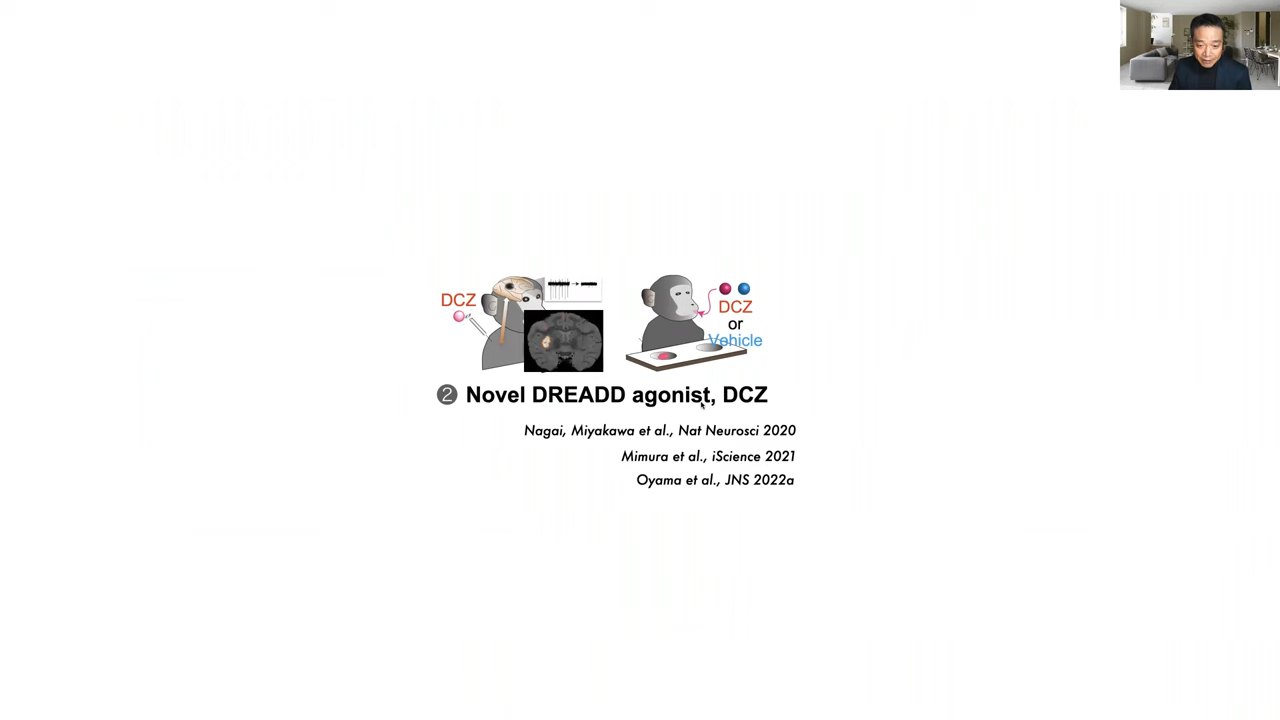 DCZ
DCZ
or
Vehicle
2 Novel DREADD agonist, DCZ
Nagai, Miyakawa et al., Nat Neurosci 2020
Mimura et al., iScience 2021
Oyama et al., JNS 2022a